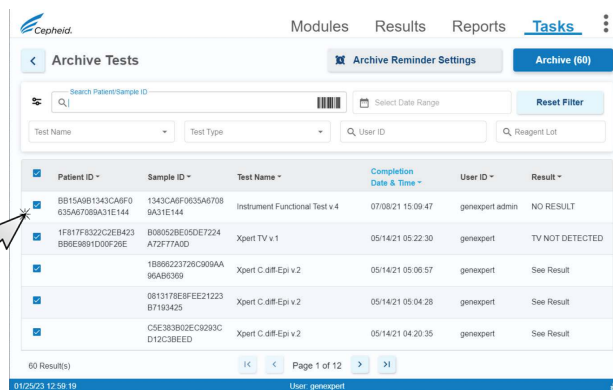 Cepheid.
Modules Results Reports Tasks
Archive Tests Archive Reminder Settings Archive (60)
Search Patient/Sample ID
Select Date Range Reset Filter
Test Name Test Type User ID Reagent Lot
Patient ID Sample ID Test Name Completion Date & Time User ID Result
BB15A9B1343CA6F0 1343CA6F0635A6708
635A67089A31E144 9A31E144 Instrument Functional Test v.4 07/08/21 15:09:47 genexpert admin NO RESULT
1F817F8322C2EB423 B08052BE05DE7224
BB6E9891D00F26E A72F77A0D Xpert TV v.1 05/14/21 05:22:30 genexpert TV NOT DETECTED
1B866223726C909AA
96AB6369 Xpert C.diff-Epi v.2 05/14/21 05:06:57 genexpert See Result
0813178E8FEE21223
B7193425 Xpert C.diff-Epi v.2 05/14/21 05:04:28 genexpert See Result
C5E383B02EC9293C
D12C3BEED Xpert C.diff-Epi v.2 05/14/21 04:20:35 genexpert See Result
60 Result(s) Page 1 of 12
01/25/23 12:59:19 User: genexpert